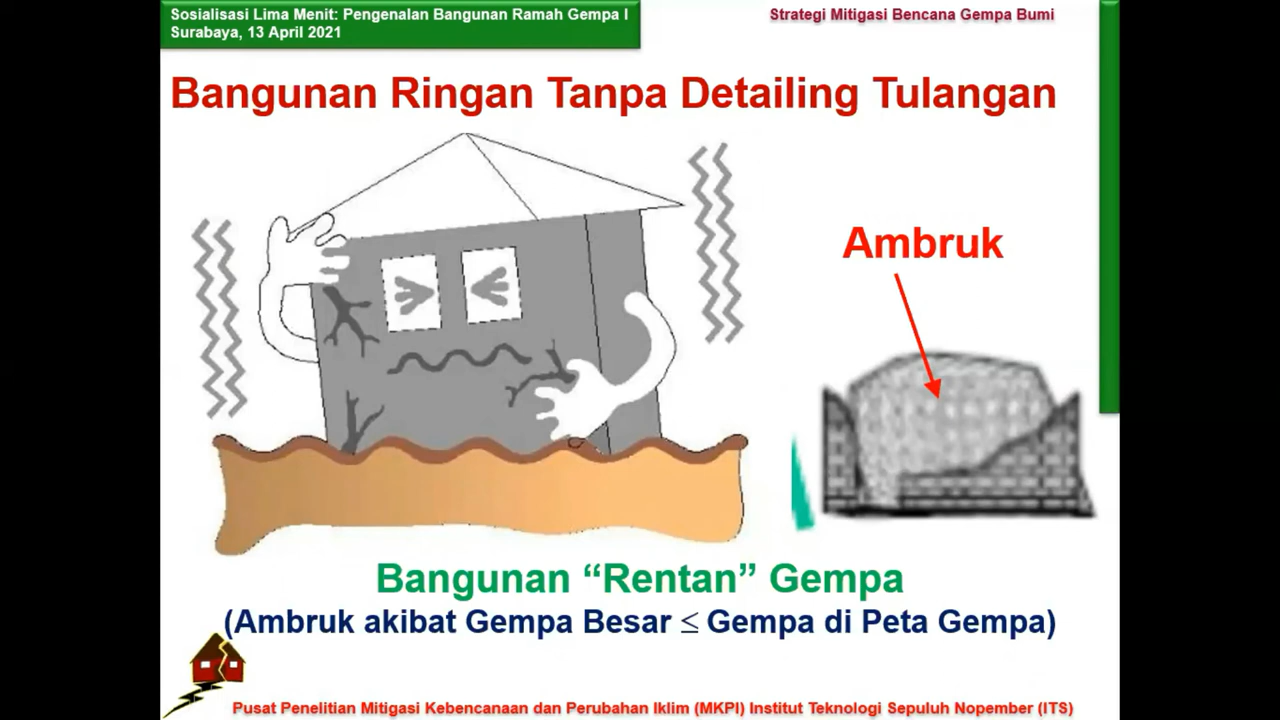 Sosialisasi Lima Menit: Pengenalan Bangunan Ramah Gempa I
Surabaya, 13 April 2021
Strategi Mitigasi Bencana Gempa Bumi
Bangunan Ringan Tanpa Detailing Tulangan
Ambruk
Bangunan “Rentan” Gempa
(Ambruk akibat Gempa Besar ≤ Gempa di Peta Gempa)
Pusat Penelitian Mitigasi Kebencanaan dan Perubahan Iklim (MKPI) Institut Teknologi Sepuluh Nopember (ITS)